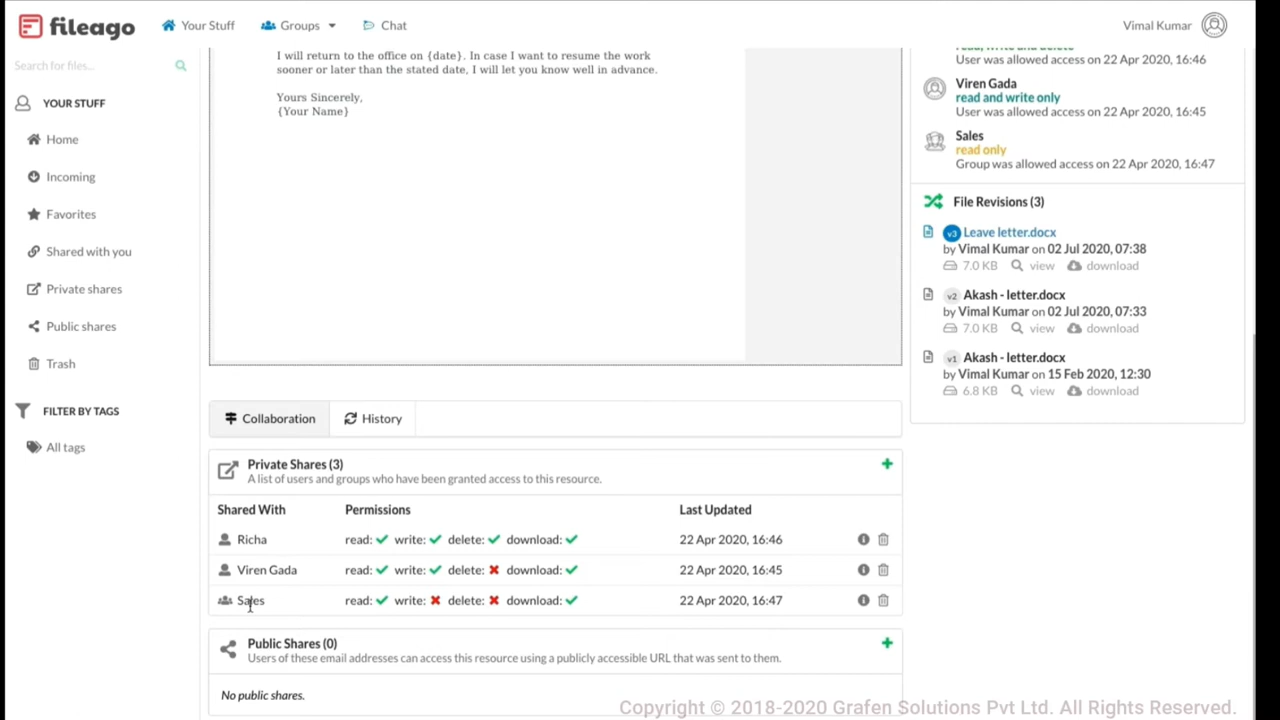 fileago
Your Stuff
Groups
Chat
Vimal Kumar
Search for files...
YOUR STUFF
Home
Incoming
Favorites
Shared with you
Private shares
Public shares
Trash
FILTER BY TAGS
All tags
I will return to the office on {date}. In case I want to resume the work
sooner or later than the stated date, I will let you know well in advance.
Yours Sincerely,
{Your Name}
Collaboration
History
Private Shares (3)
A list of users and groups who have been granted access to this resource.
Shared With Permissions Last Updated
Richa read: write: delete: download: 22 Apr 2020, 16:46
Viren Gada read: write: delete: download: 22 Apr 2020, 16:45
Sales read: write: delete: download: 22 Apr 2020, 16:47
Public Shares (0)
Users of these email addresses can access this resource using a publicly accessible URL that was sent to them.
No public shares.
read, write and delete
User was allowed access on 22 Apr 2020, 16:46
Viren Gada
read and write only
User was allowed access on 22 Apr 2020, 16:45
Sales
read only
Group was allowed access on 22 Apr 2020, 16:47
File Revisions (3)
v3 Leave letter.docx
by Vimal Kumar on 02 Jul 2020, 07:38
7.0 KB view download
v2 Akash - letter.docx
by Vimal Kumar on 02 Jul 2020, 07:33
7.0 KB view download
v1 Akash - letter.docx
by Vimal Kumar on 15 Feb 2020, 12:30
6.8 KB view download
Copyright © 2018-2020 Grafen Solutions Pvt Ltd. All Rights Reserved.